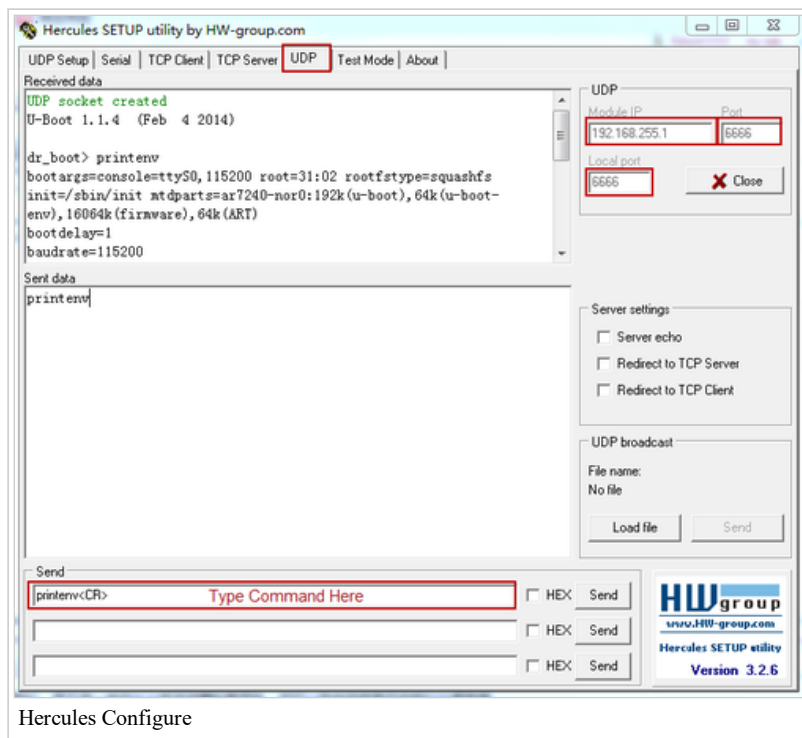 Hercules SETUP utility by HW-group.com
UDP Setup Serial TCP Client TCP Server UDP Test Mode About
Received data
UDP socket created
U-Boot 1.1.4 (Feb 4 2014)
dr_boot> printenv
bootargs=console=ttyS0,115200 root=31:02 rootfstype=squashfs
init=/sbin/init mtdparts=ar7240-nor0:192k(u-boot),64k(u-boot-
env),16064k(firmware),64k(ART)
bootdelay=1
baudrate=115200
UDP
Module IP Port
192.168.255.1 6666
Local port
6666 Close
Sent data
printenv
Server settings
Server echo
Redirect to TCP Server
Redirect to TCP Client
UDP broadcast
File name:
No file
Load file Send
Send
printenv<CR> Type Command Here HEX Send
HEX Send
HEX Send
HW group
www.HW-group.com
Hercules SETUP utility
Version 3.2.6
Hercules Configure